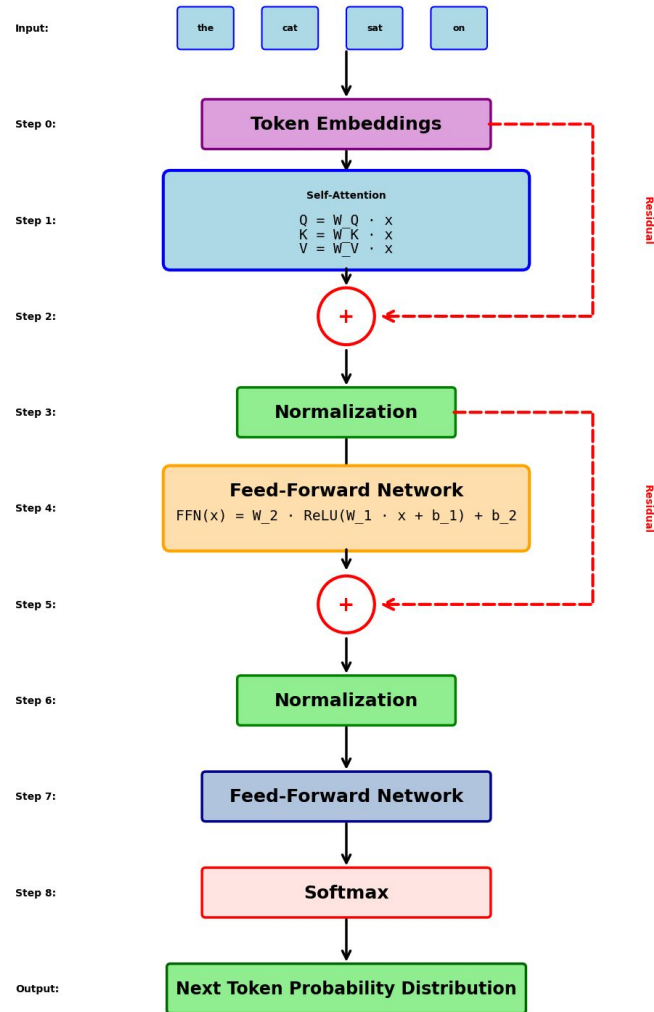 Input:
the
cat
sat
on
Step 0:
Token Embeddings
Step 1:
Self-Attention
Q = W_Q · x
K = W_K · x
V = W_V · x
Residual
Step 2:
+
Step 3:
Normalization
Step 4:
Feed-Forward Network
FFN(x) = W_2 · ReLU(W_1 · x + b_1) + b_2
Residual
Step 5:
+
Step 6:
Normalization
Step 7:
Feed-Forward Network
Step 8:
Softmax
Output:
Next Token Probability Distribution